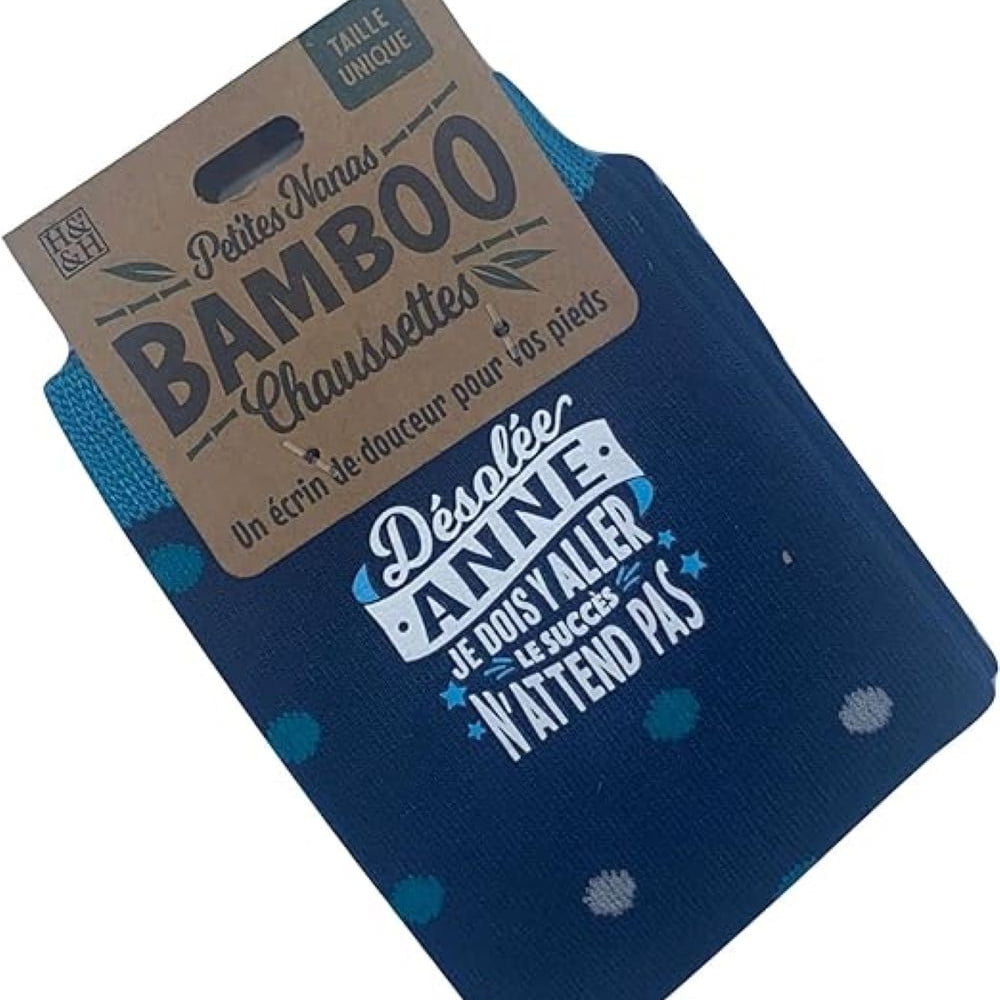 TAILLE
UNIQUE
H&
&H
Petites Nanas
BAMBOO
Chaussettes
Un écrin de douceur pour vos pieds
Désolée
ANNE
JE DOIS Y ALLER
LE SUCCÈS
N'ATTEND PAS